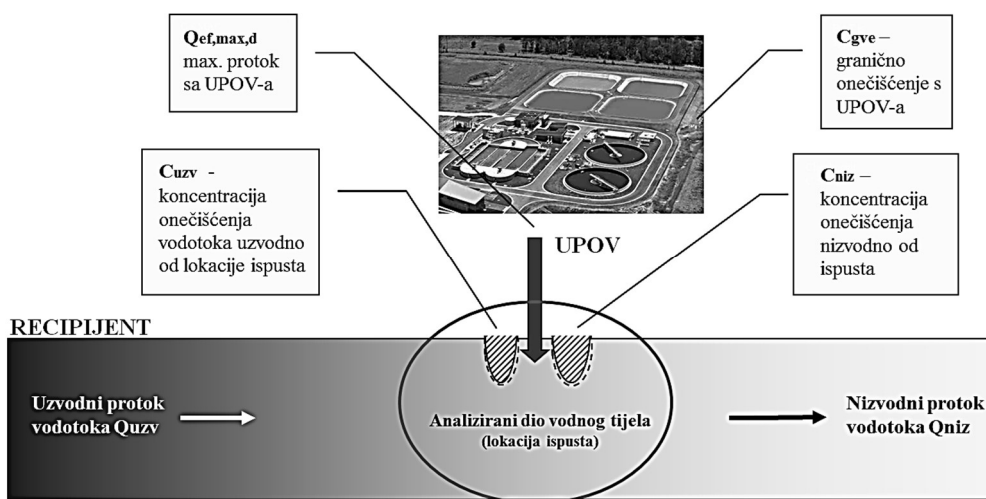 Qef,max,d
max. protok
sa UPOV-a
Cgve –
granično
onečišćenje s
UPOV-a
Cuzv -
koncentracija
onečišćenja
vodotoka uzvodno
od lokacije ispusta
Cniz –
koncentracija
onečišćenja
nizvodno od
ispusta
UPOV
RECIPIJENT
Uzvodni protok
vodotoka Quzv
Analizirani dio vodnog tijela
(lokacija ispusta)
Nizvodni protok
vodotoka Qniz